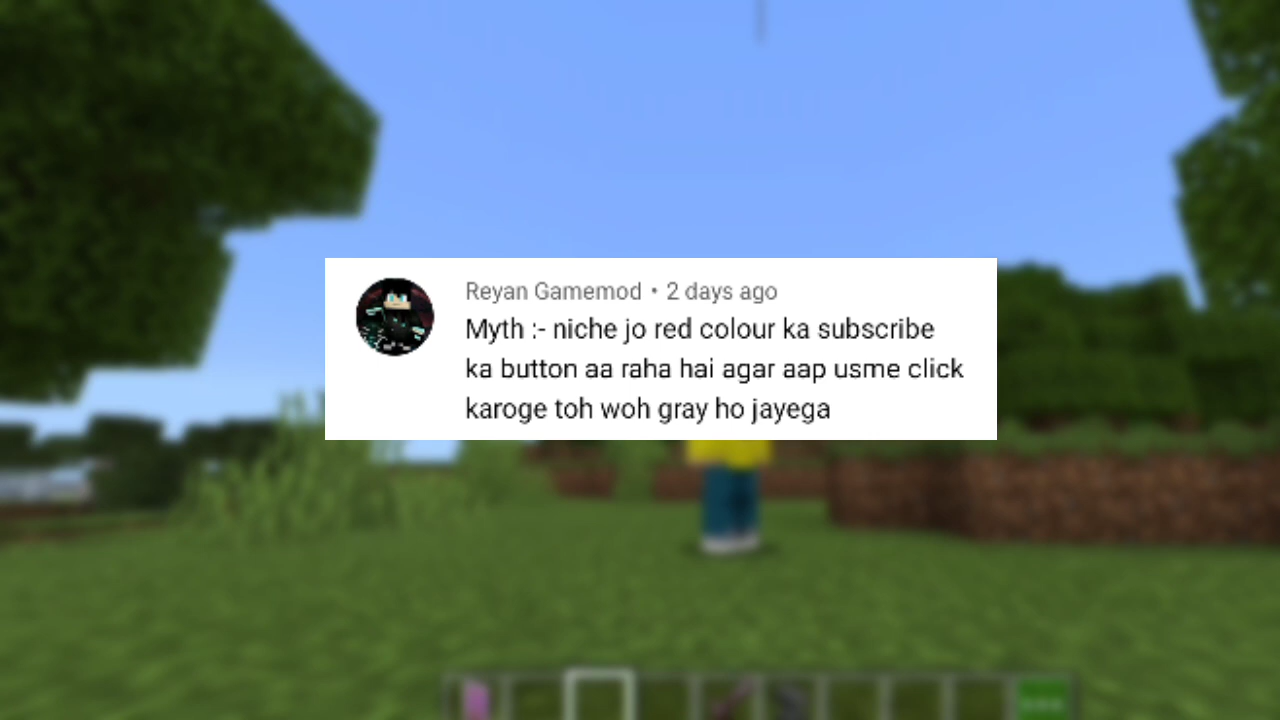 Reyan Gamemod • 2 days ago
Myth :- niche jo red colour ka subscribe
ka button aa raha hai agar aap usme click
karoge toh woh gray ho jayega